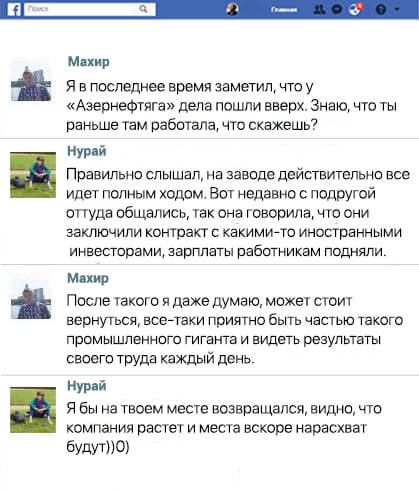 Поиск
Главная
Махир
Я в последнее время заметил, что у
«Азернефтяга» дела пошли вверх. Знаю, что ты
раньше там работала, что скажешь?
Нурай
Правильно слышал, на заводе действительно все
идет полным ходом. Вот недавно с подругой
оттуда общались, так она говорила, что они
заключили контракт с какими-то иностранными
инвесторами, зарплаты работникам подняли.
Махир
После такого я даже думаю, может стоит
вернуться, все-таки приятно быть частью такого
промышленного гиганта и видеть результаты
своего труда каждый день.
Нурай
Я бы на твоем месте возвращался, видно, что
компания растет и места вскоре нарасхват
будут))0)